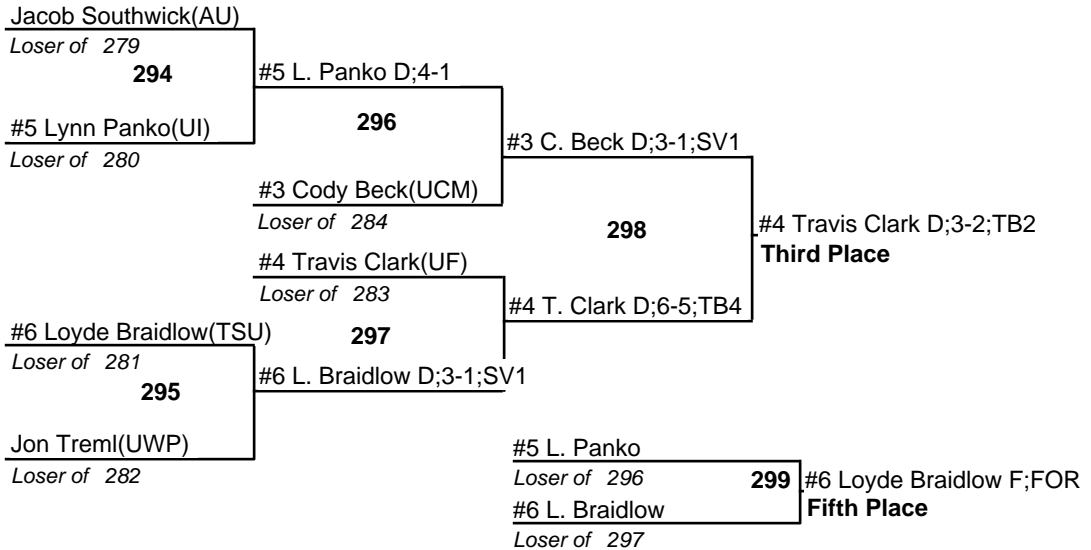 Jacob Southwick(AU)
Loser of 279
294
#5 L. Panko D;4-1
#5 Lynn Panko(UI)
Loser of 280
296
#3 C. Beck D;3-1;SV1
#3 Cody Beck(UCM)
Loser of 284
298
#4 Travis Clark D;3-2;TB2
Third Place
#4 Travis Clark(UF)
Loser of 283
#4 T. Clark D;6-5;TB4
#6 Loyde Braidlow(TSU)
Loser of 281
297
295
#6 L. Braidlow D;3-1;SV1
Jon Treml(UWP)
Loser of 282
#5 L. Panko
Loser of 296
299
#6 Loyde Braidlow F;FOR
Fifth Place
#6 L. Braidlow
Loser of 297